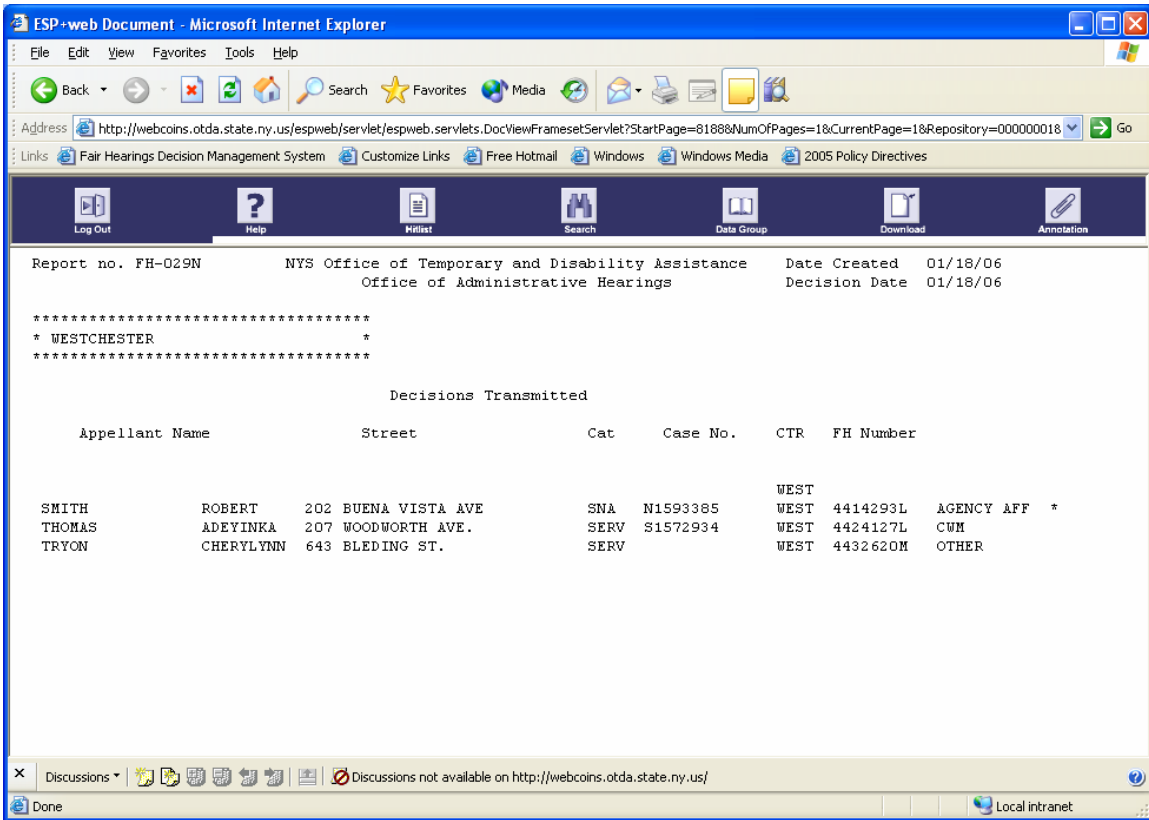 ESP+web Document - Microsoft Internet Explorer
File Edit View Favorites Tools Help
Back Search Favorites Media
Address http://webcoins.otda.state.ny.us/espweb/servlet/espweb.servlets.DocViewFramesetServlet?StartPage=8188&NumOfPages=1&CurrentPage=1&Repository=000000018 Go
Links Fair Hearings Decision Management System Customize Links Free Hotmail Windows Windows Media 2005 Policy Directives
Log Out Help Hitlist Search Data Group Download Annotation
Report no. FH-029N NYS Office of Temporary and Disability Assistance Date Created 01/18/06
Office of Administrative Hearings Decision Date 01/18/06
************************************
* WESTCHESTER *
************************************
Decisions Transmitted
Appellant Name Street Cat Case No. CTR FH Number
WEST
SMITH ROBERT 202 BUENA VISTA AVE SNA N1593385 WEST 4414293L AGENCY AFF *
THOMAS ADEYINKA 207 WOODWORTH AVE. SERV S1572934 WEST 4424127L CWM
TRYON CHERYLYNN 643 BLEDING ST. SERV WEST 4432620M OTHER
Discussions Discussions not available on http://webcoins.otda.state.ny.us/
Done Local intranet